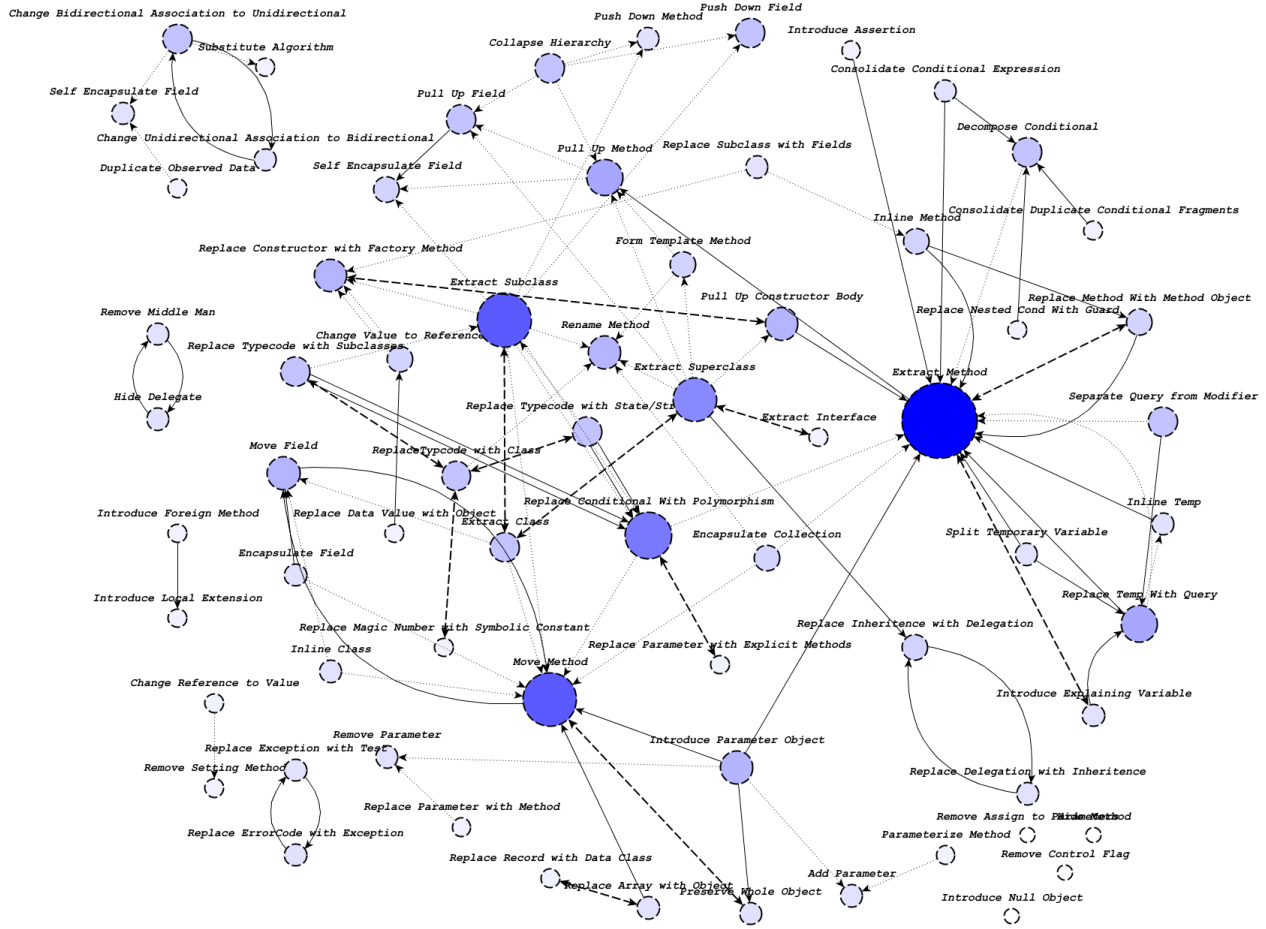 Push Down Field
Change Bidirectional Association to Unidirectional
Push Down Method
Introduce Assertion
Collapse Hierarchy
Substitute Algorithm
Consolidate Conditional Expression
Self Encapsulate Field
Pull Up Field
Decompose Conditional
Change Unidirectional Association to Bidirectional
Replace Subclass with Fields
Pull Up Method
Duplicate Observed Data
Self Encapsulate Field
Consolidate Duplicate Conditional Fragments
Inline Method
Form Template Method
Replace Constructor with Factory Method
Extract Subclass
Pull Up Constructor Body
Replace Method With Method Object
Remove Middle Man
Replace Nested Cond With Guard
Rename Method
Change Value to Reference
Replace Typecode with Subclasses
Extract Superclass
Extract Method
Hide Delegate
Separate Query from Modifier
Replace Typecode with State/Str
Extract Interface
Move Field
ReplaceTypcode with Class
Replace Conditional With Polymorphism
Inline Temp
Introduce Foreign Method
Replace Data Value with Object
Extract Class
Split Temporary Variable
Encapsulate Collection
Encapsulate Field
Replace Temp With Query
Introduce Local Extension
Replace Inheritence with Delegation
Replace Magic Number with Symbolic Constant
Replace Parameter with Explicit Methods
Inline Class
Move Method
Change Reference to Value
Introduce Explaining Variable
Remove Parameter
Introduce Parameter Object
Replace Exception with Test
Remove Setting Method
Replace Delegation with Inheritence
Replace Parameter with Method
Remove Assign to Parameters
Hide Method
Replace ErrorCode with Exception
Parameterize Method
Remove Control Flag
Replace Record with Data Class
Add Parameter
Replace Array with Object
Preserve Whole Object
Introduce Null Object